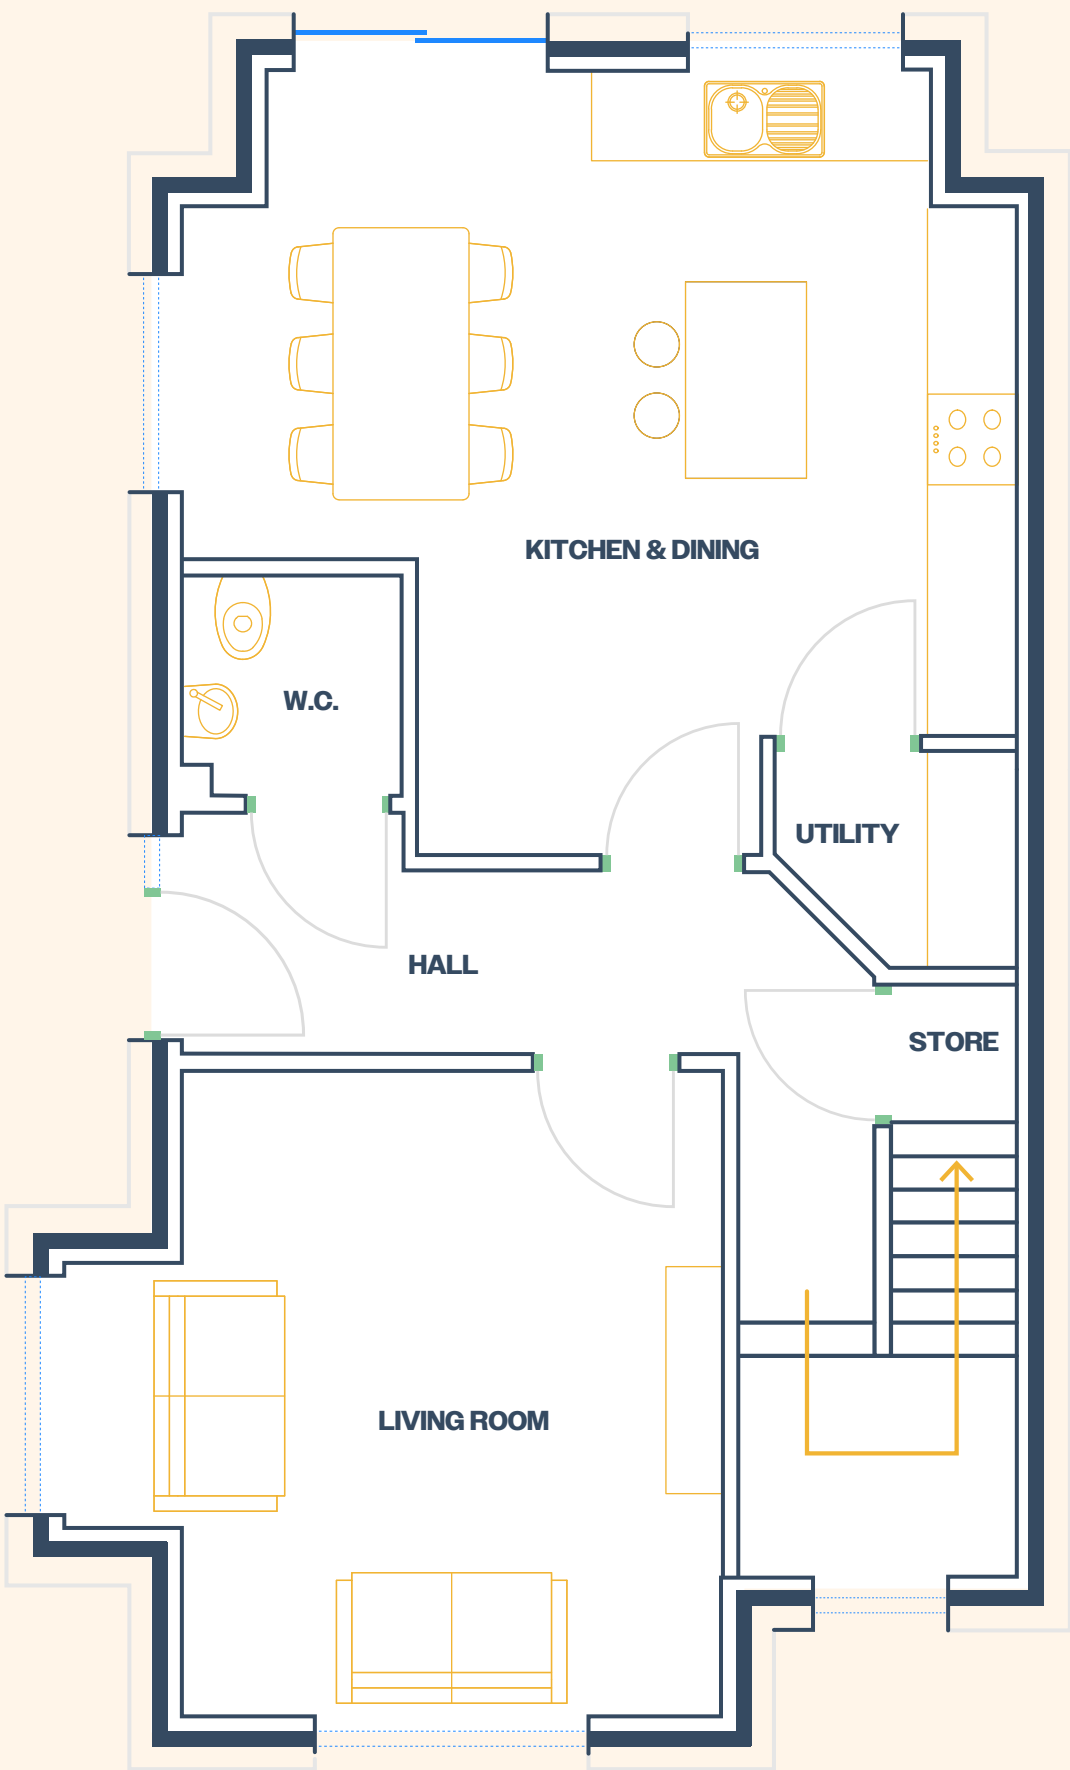 KITCHEN & DINING
W.C.
UTILITY
HALL
STORE
LIVING ROOM